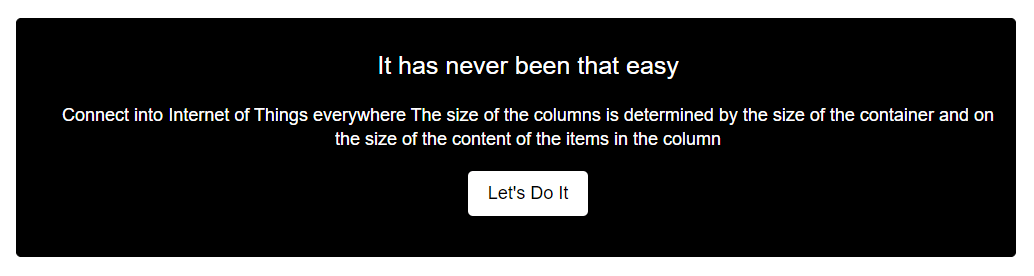 It has never been that easy
Connect into Internet of Things everywhere The size of the columns is determined by the size of the container and on
the size of the content of the items in the column
Let's Do It